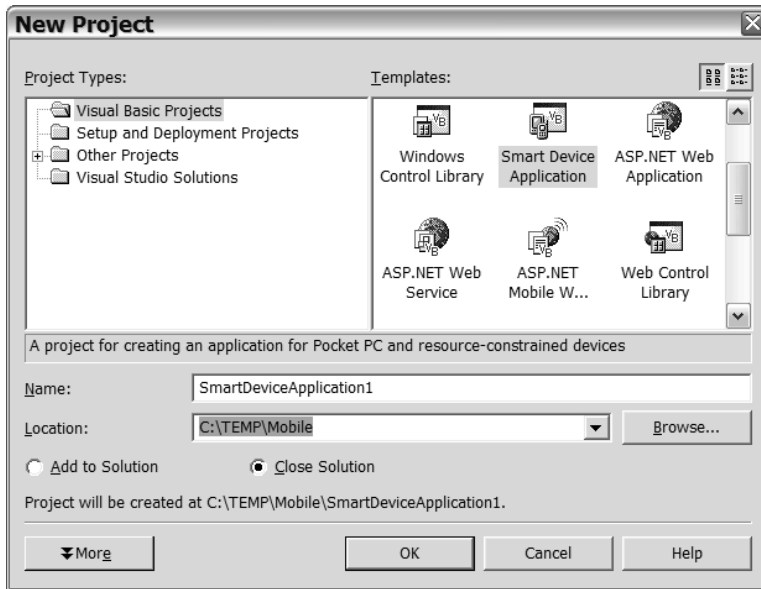 New Project
Project Types:
Templates:
Visual Basic Projects
Setup and Deployment Projects
Other Projects
Visual Studio Solutions
Windows
Control Library
Smart Device
Application
ASP.NET Web
Application
ASP.NET Web
Service
ASP.NET
Mobile W...
Web Control
Library
A project for creating an application for Pocket PC and resource-constrained devices
Name:
SmartDeviceApplication1
Location:
C:\TEMP\Mobile
Browse...
Add to Solution
Close Solution
Project will be created at C:\TEMP\Mobile\SmartDeviceApplication1.
More
OK
Cancel
Help